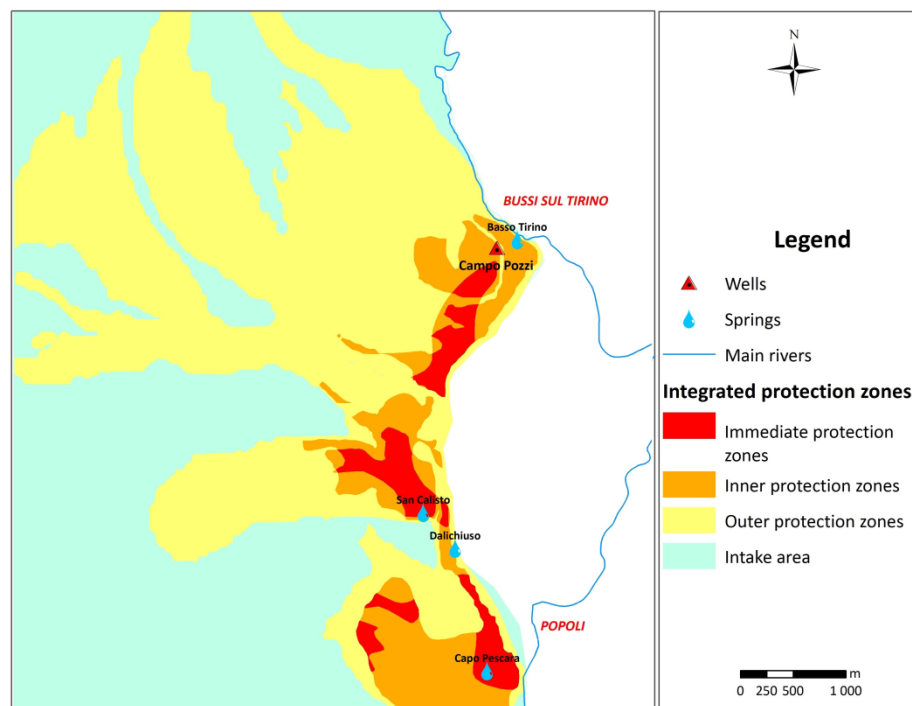 BUSSI SUL TIRINO
Basso Tirino
Campo Pozzi
San Calisto
Dalichiuso
POPOLI
Capo Pescara
N
Legend
Wells
Springs
Main rivers
Integrated protection zones
Immediate protection
zones
Inner protection zones
Outer protection zones
Intake area
m
0 250 500 1 000